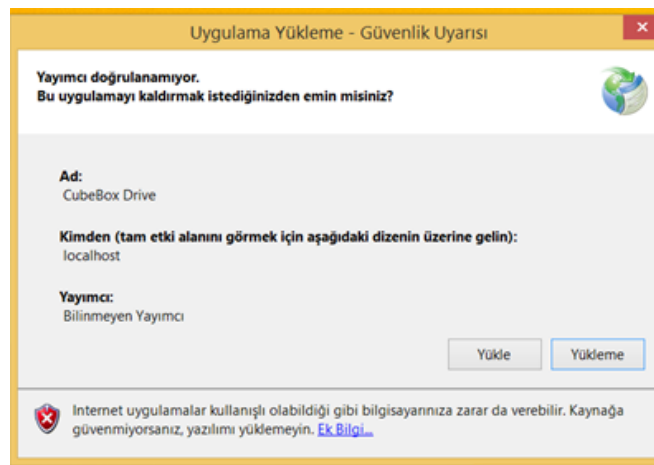 Uygulama Yükleme - Güvenlik Uyarısı
Yayımcı doğrulanamıyor.
Bu uygulamayı kaldırmak istediğinizden emin misiniz?
Ad:
CubeBox Drive
Kimden (tam etki alanını görmek için aşağıdaki dizenin üzerine gelin):
localhost
Yayımcı:
Bilinmeyen Yayımcı
Yükle Yükleme
Internet uygulamalar kullanışlı olabildiği gibi bilgisayarınıza zarar da verebilir. Kaynağa
güvenmiyorsanız, yazılımı yüklemeyin. Ek Bilgi...